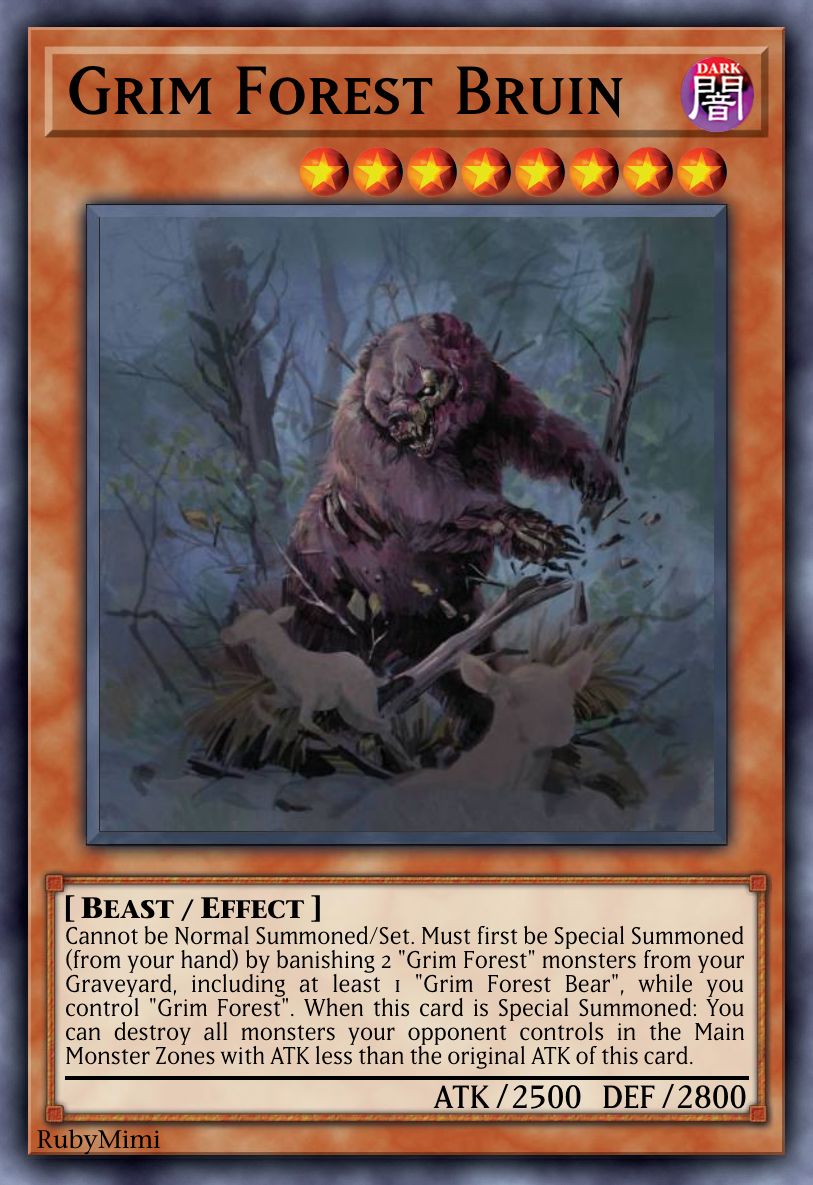 Grim Forest Bruin
DARK
闇
[ Beast / Effect ]
Cannot be Normal Summoned/Set. Must first be Special Summoned
(from your hand) by banishing 2 "Grim Forest" monsters from your
Graveyard, including at least 1 "Grim Forest Bear", while you
control "Grim Forest". When this card is Special Summoned: You
can destroy all monsters your opponent controls in the Main
Monster Zones with ATK less than the original ATK of this card.
ATK / 2500 DEF / 2800
RubyMimi